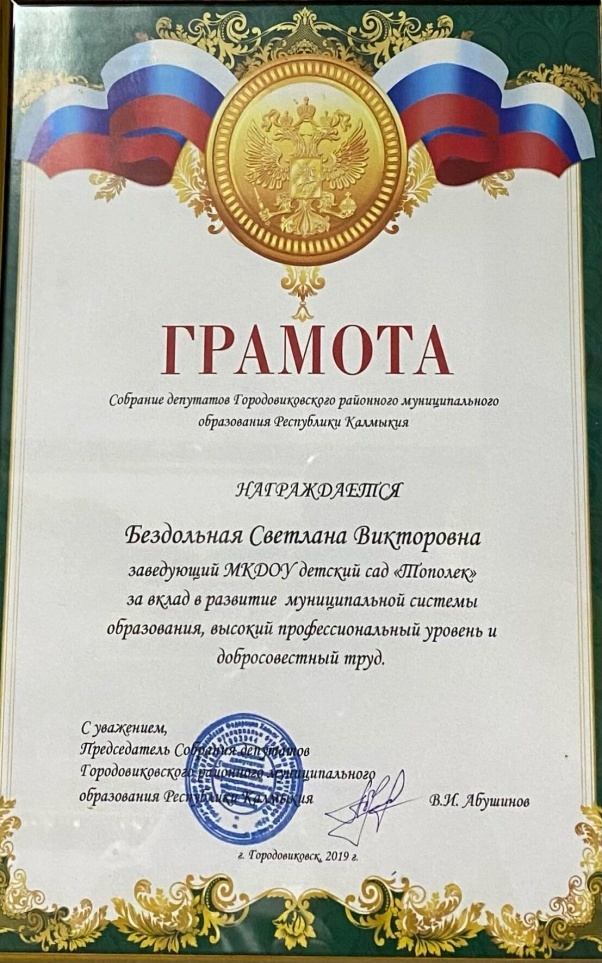 ГРАМОТА
Собрание депутатов Городовиковского районного муниципального
образования Республики Калмыкия
НАГРАЖДАЕТСЯ
Бездольная Светлана Викторовна
заведующий МКДОУ детский сад «Тополек»
за вклад в развитие муниципальной системы
образования, высокий профессиональный уровень и
добросовестный труд.
С уважением,
Председатель Собрания депутатов
Городовиковского районного муниципального
образования Республики Калмыкия
В.И. Абушинов
г. Городовиковск, 2019 г.